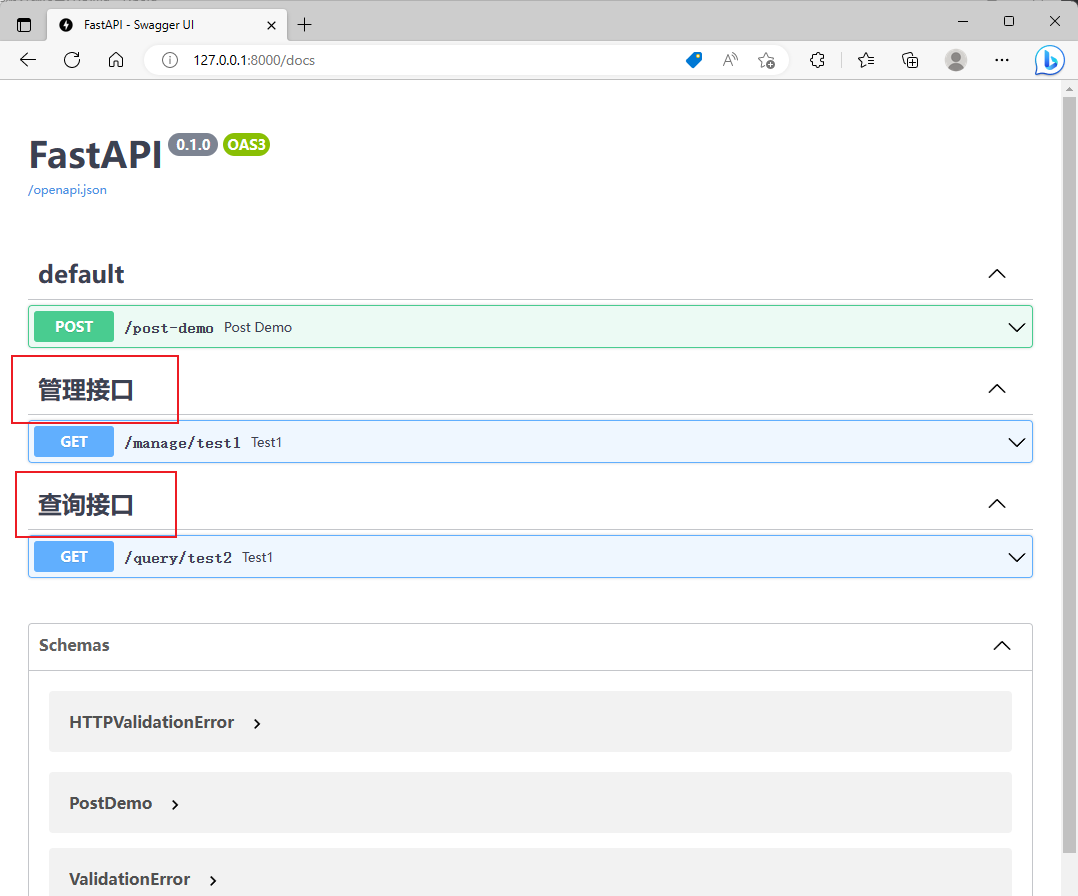 FastAPI - Swagger UI
127.0.0.1:8000/docs
FastAPI 0.1.0 OAS3
/openapi.json
default
POST /post-demo Post Demo
管理接口
GET /manage/test1 Test1
查询接口
GET /query/test2 Test1
Schemas
HTTPValidationError
PostDemo
ValidationError